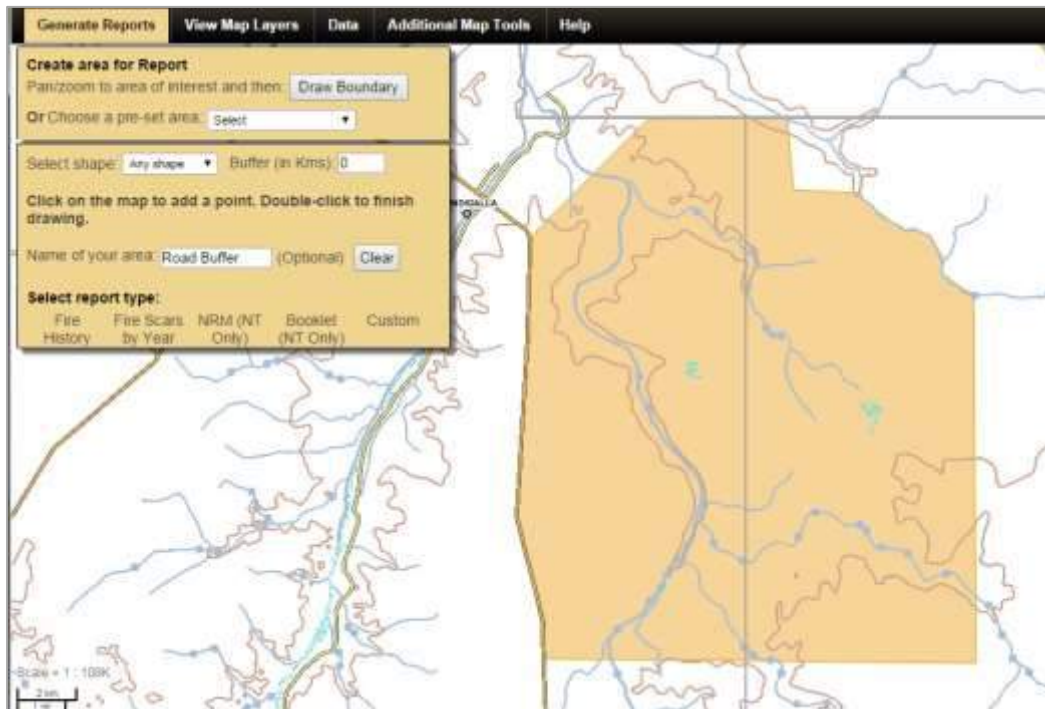 Generate Reports View Map Layers Data Additional Map Tools Help
Create area for Report
Pan/zoom to area of interest and then: Draw Boundary
Or Choose a pre-set area: Select
Select shape: Any shape Buffer (in Kms): 0
Click on the map to add a point. Double-click to finish
drawing.
Name of your area: Road Buffer (Optional) Clear
Select report type:
Fire Fire Scars NRM (NT Booklet Custom
History by Year Only) (NT Only)
Scale = 1 : 108K
2 km